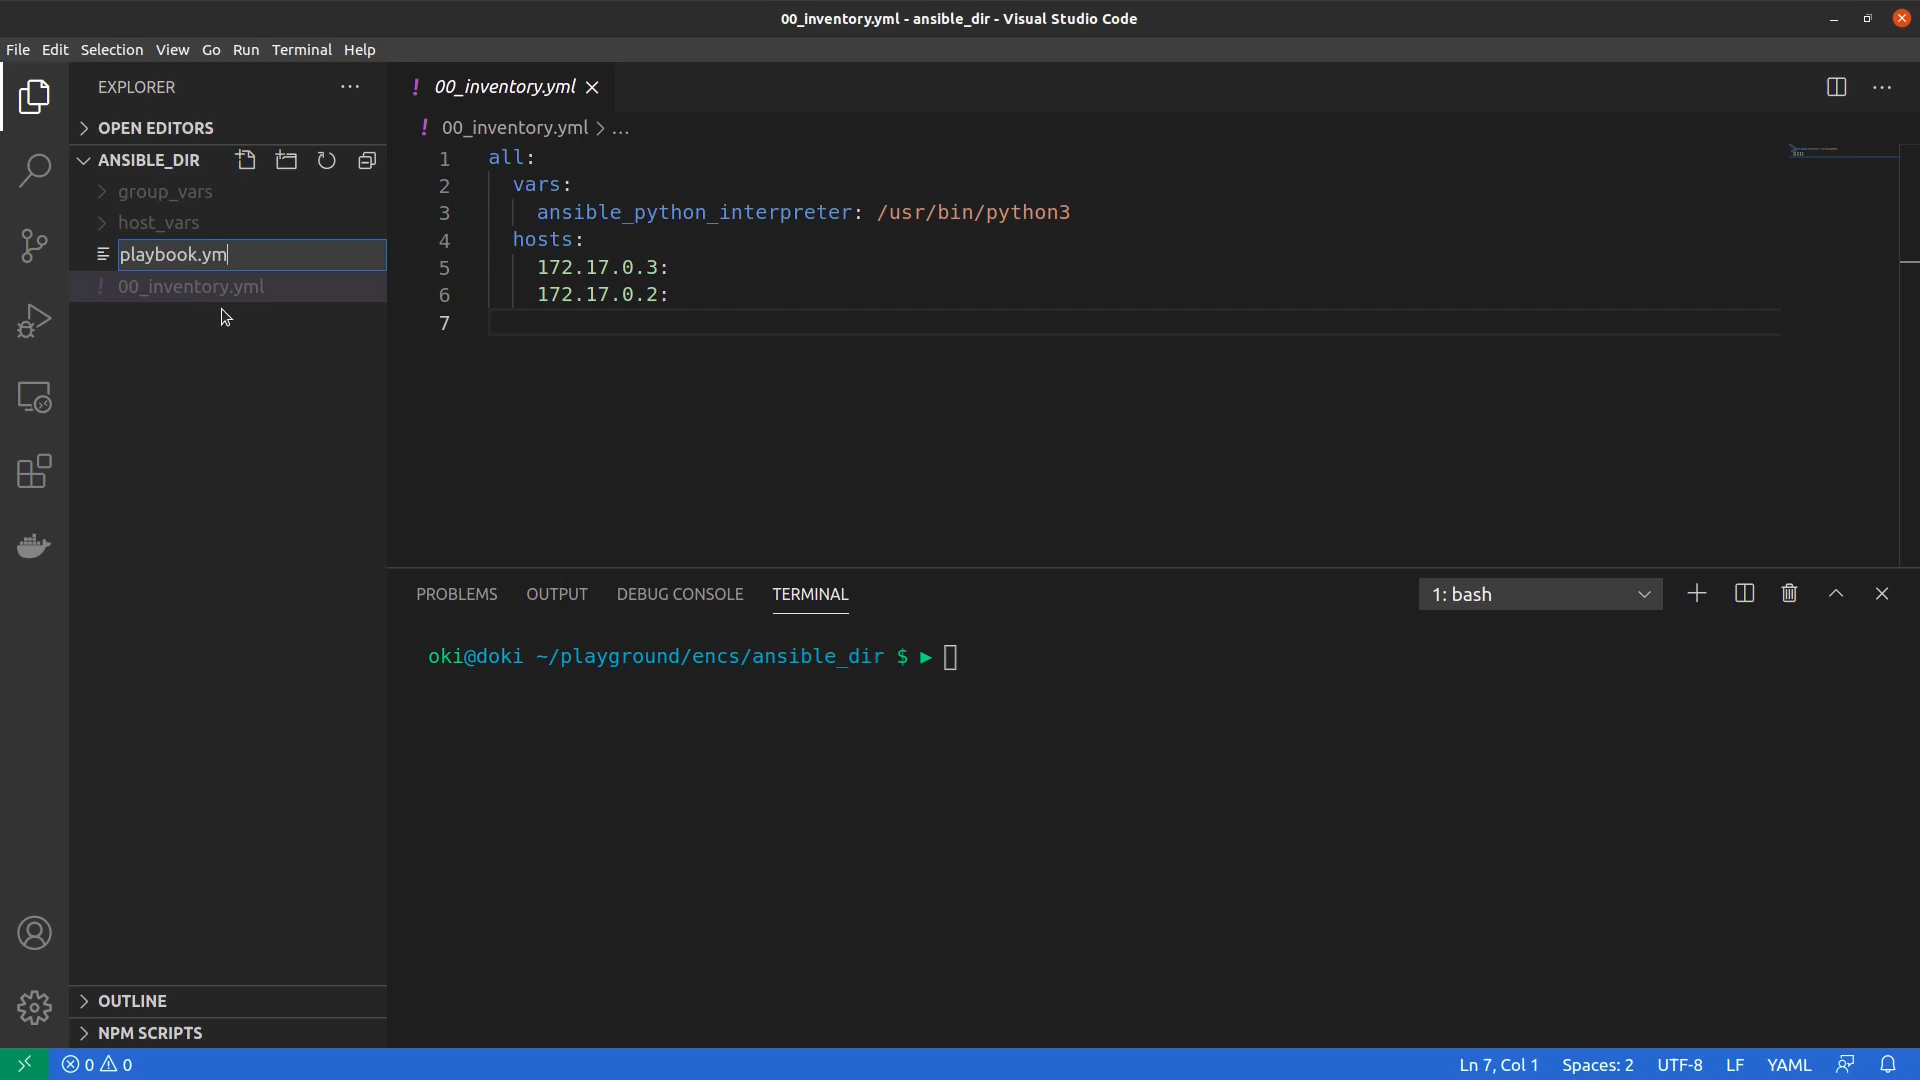 00_inventory.yml - ansible_dir - Visual Studio Code
File Edit Selection View Go Run Terminal Help
EXPLORER
OPEN EDITORS
ANSIBLE_DIR
group_vars
host_vars
playbook.ym
00_inventory.yml
OUTLINE
NPM SCRIPTS
! 00_inventory.yml
! 00_inventory.yml > ...
1 all:
2 vars:
3 ansible_python_interpreter: /usr/bin/python3
4 hosts:
5 172.17.0.3:
6 172.17.0.2:
7
PROBLEMS OUTPUT DEBUG CONSOLE TERMINAL 1: bash
oki@doki ~/playground/encs/ansible_dir $ ▶
0 0 Ln 7, Col 1 Spaces: 2 UTF-8 LF YAML